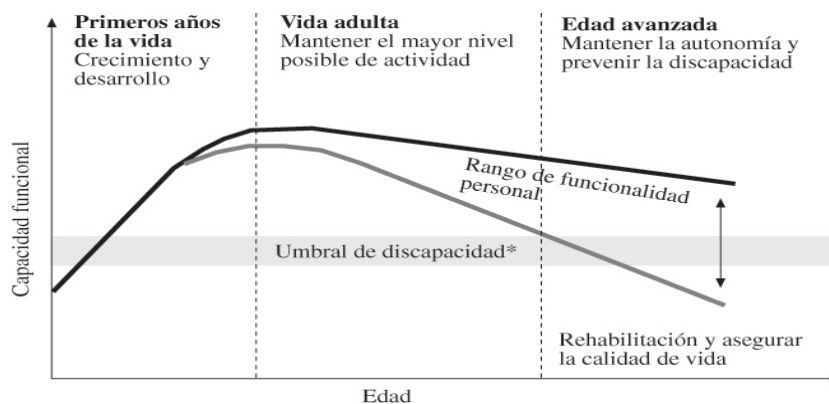 Primeros años
de la vida
Crecimiento y
desarrollo
Vida adulta
Mantener el mayor nivel
posible de actividad
Edad avanzada
Mantener la autonomía y
prevenir la discapacidad
Capacidad funcional
Rango de funcionalidad
personal
Umbral de discapacidad*
Rehabilitación y asegurar
la calidad de vida
Edad